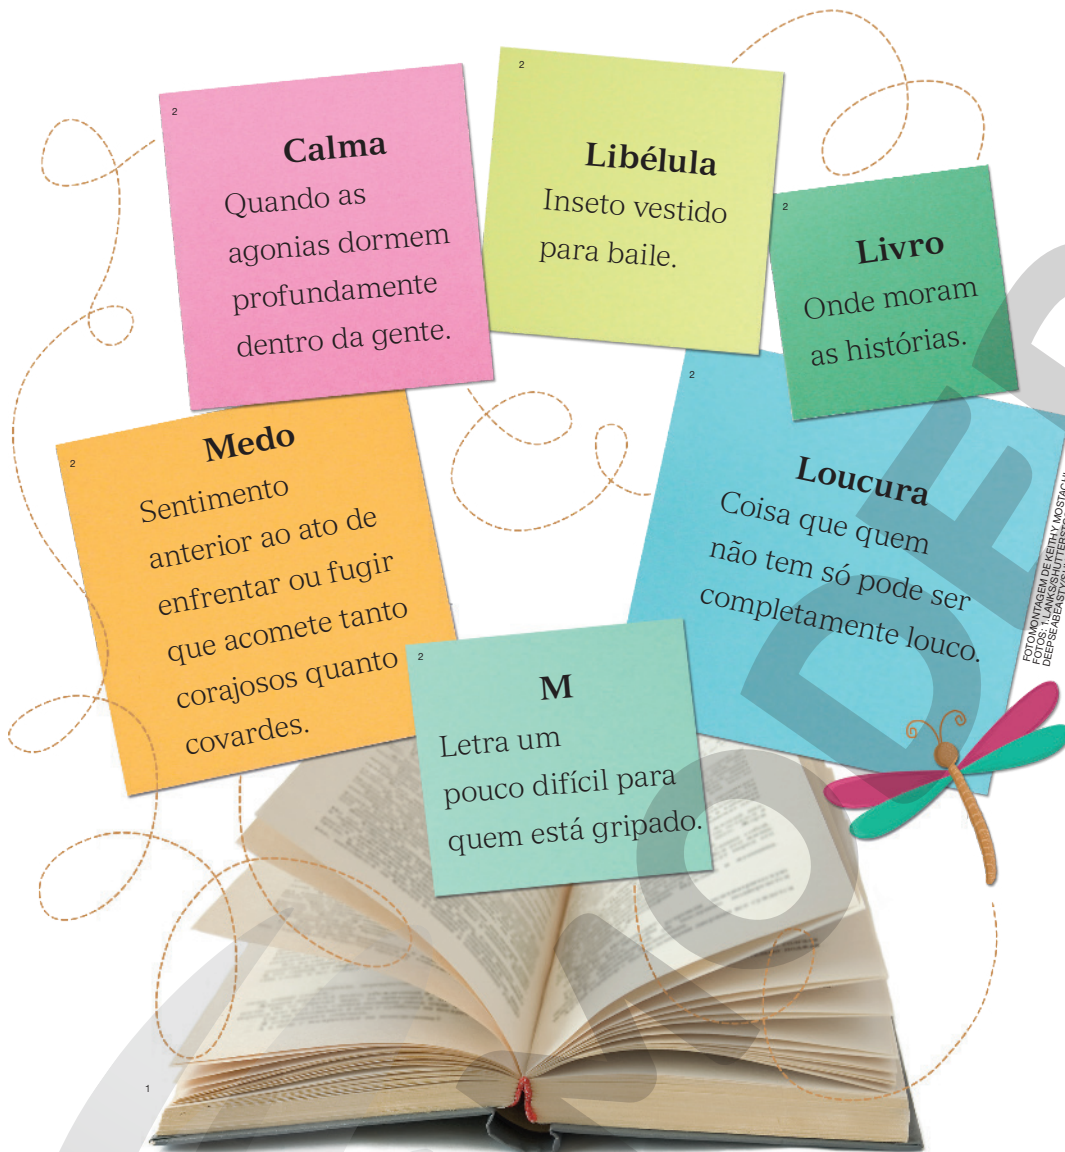 2
Calma
Quando as
agonias dormem
profundamente
dentro da gente.
2
Libélula
Inseto vestido
para baile.
2
Livro
Onde moram
as histórias.
2
Medo
Sentimento
anterior ao ato de
enfrentar ou fugir
que acomete tanto
corajosos quanto
covardes.
2
Loucura
Coisa que quem
não tem só pode ser
completamente louco.
2
M
Letra um
pouco difícil para
quem está gripado.
FOTOMONTAGEM DE KEITHY MOSTACHI
FOTOS: 1.
1